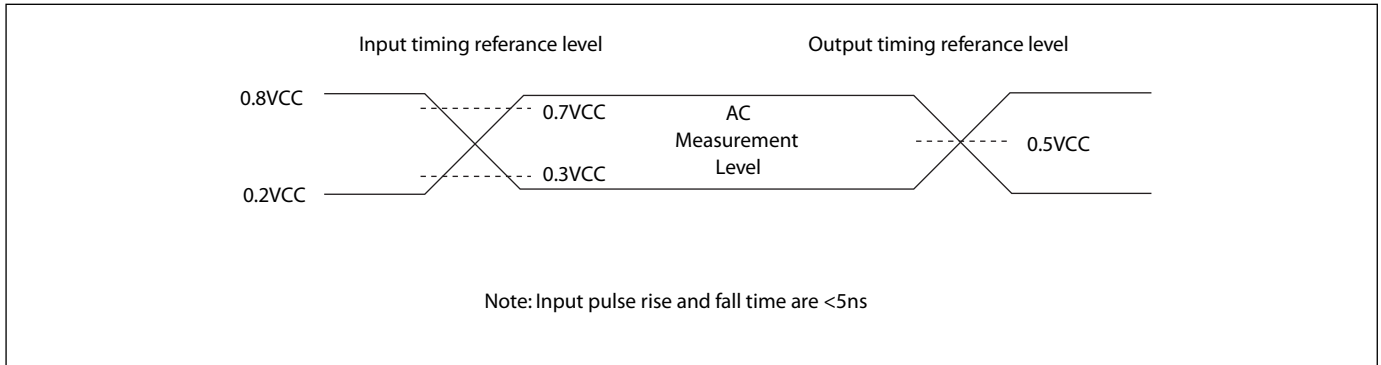 Input timing referance level
Output timing referance level
0.8VCC
0.7VCC
AC
Measurement
Level
0.5VCC
0.3VCC
0.2VCC
Note: Input pulse rise and fall time are <5ns